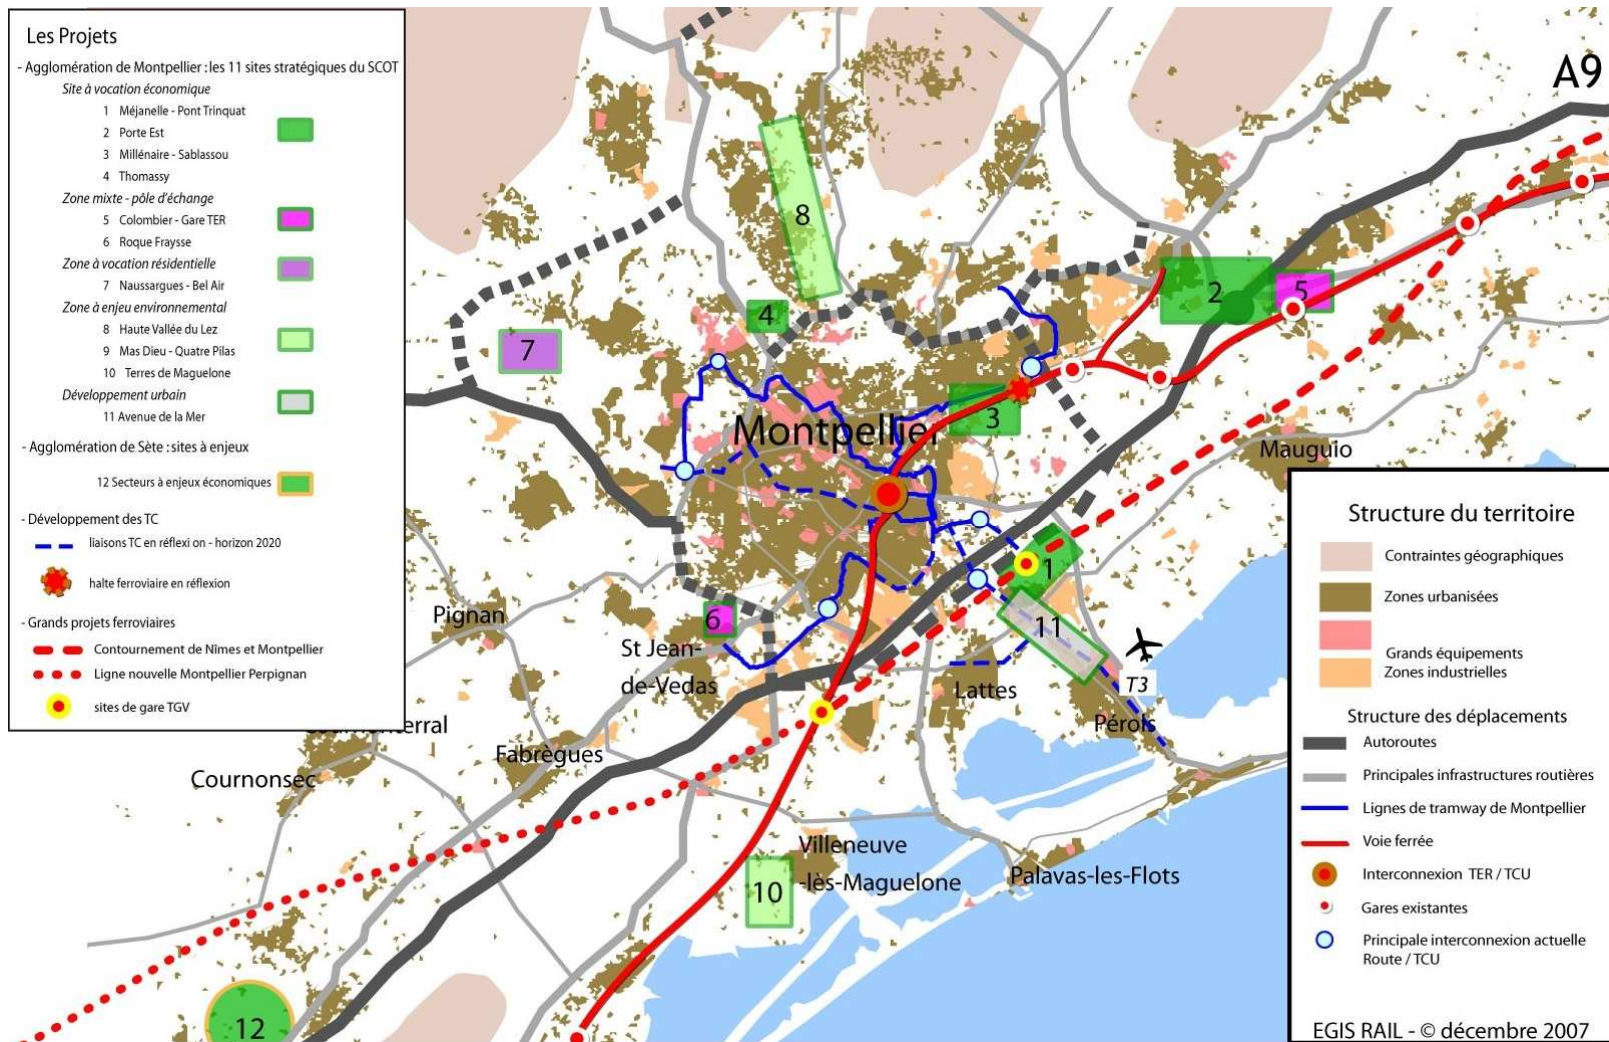 Les Projets
- Agglomération de Montpellier : les 11 sites stratégiques du SCOT
Site à vocation économique
1 Méjanelle - Pont Trinquat
2 Porte Est
3 Millénaire - Sablassou
4 Thomassy
Zone mixte - pôle d'échange
5 Colombier - Gare TER
6 Roque Fraysse
Zone à vocation résidentielle
7 Naussargues - Bel Air
Zone à enjeu environnemental
8 Haute Vallée du Lez
9 Mas Dieu - Quatre Pilas
10 Terres de Maguelone
Développement urbain
11 Avenue de la Mer
- Agglomération de Sète : sites à enjeux
12 Secteurs à enjeux économiques
- Développement des TC
liaisons TC en réflexi on - horizon 2020
halte ferroviaire en réflexion
- Grands projets ferroviaires
Contournement de Nîmes et Montpellier
Ligne nouvelle Montpellier Perpignan
sites de gare TGV
A9
8
2
5
4
7
3
Montpellier
Mauguio
1
Pignan
6
11
St Jean-
de-Vedas
T3
Lattes
Pérols
Fabrègues
Cournonsec
Villeneuve
-lès-Maguelone
10
Palavas-les-Flots
12
Structure du territoire
Contraintes géographiques
Zones urbanisées
Grands équipements
Zones industrielles
Structure des déplacements
Autoroutes
Principales infrastructures routières
Lignes de tramway de Montpellier
Voie ferrée
Interconnexion TER / TCU
Gares existantes
Principale interconnexion actuelle
Route / TCU
EGIS RAIL - © décembre 2007